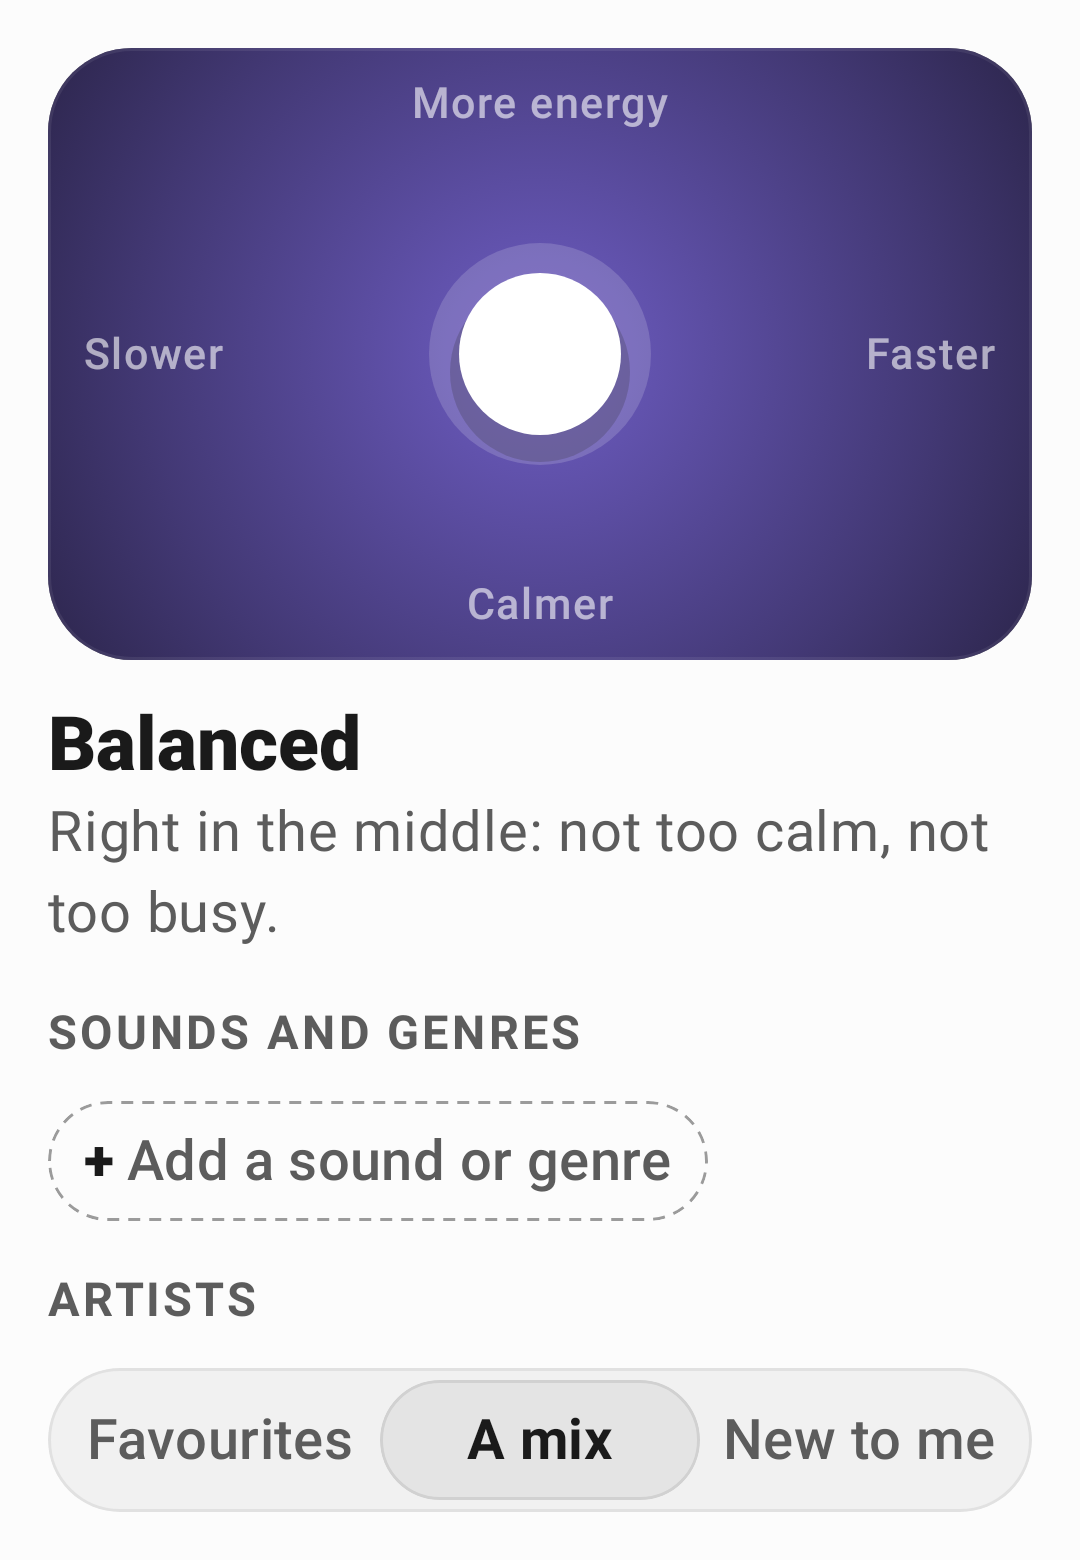 More energy
Slower
Faster
Calmer
Balanced
Right in the middle: not too calm, not
too busy.
SOUNDS AND GENRES
+ Add a sound or genre
ARTISTS
Favourites
A mix
New to me